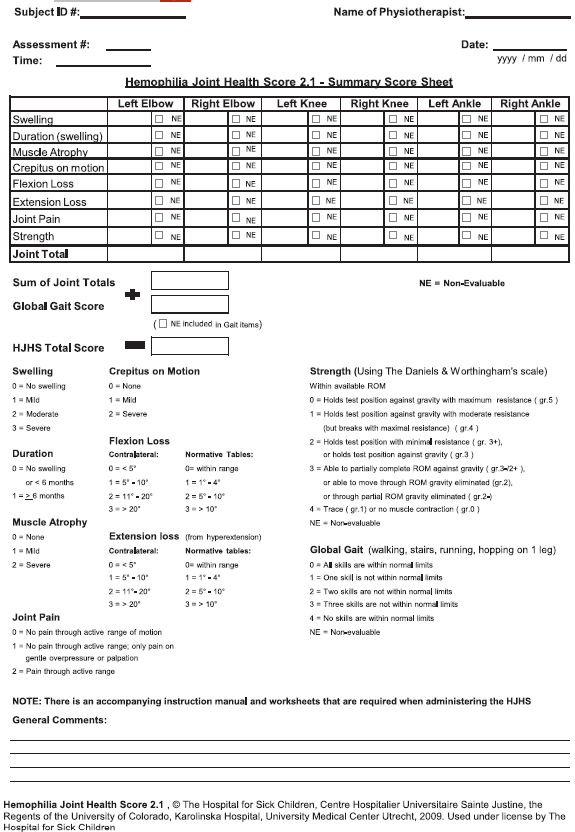 Subject ID #: Name of Physiotherapist:
Assessment #: Date:
yyyy / mm / dd
Time:
Hemophilia Joint Health Score 2.1 - Summary Score Sheet
Left Elbow Right Elbow Left Knee Right Knee Left Ankle Right Ankle
Swelling NE NE NE NE NE NE
Duration (swelling) NE NE NE NE NE NE
Muscle Atrophy NE NE NE NE NE NE
Crepitus on motion NE NE NE NE NE NE
Flexion Loss NE NE NE NE NE NE
Extension Loss NE NE NE NE NE NE
Joint Pain NE NE NE NE NE NE
Strength NE NE NE NE NE NE
Joint Total
Sum of Joint Totals
NE = Non-Evaluable
Global Gait Score
( NE included in Gait items)
HJHS Total Score
Swelling
0 = No swelling
1 = Mild
2 = Moderate
3 = Severe
Duration
0 = No swelling
or < 6 months
1 = > 6 months
Muscle Atrophy
0 = None
1 = Mild
2 = Severe
Joint Pain
0 = No pain through active range of motion
1 = No pain through active range; only pain on
gentle overpressure or palpation
2 = Pain through active range
Crepitus on Motion
0 = None
1 = Mild
2 = Severe
Flexion Loss
Contralateral: Normative Tables:
0 = < 5° 0= within range
1 = 5° - 10° 1 = 1° - 4°
2 = 11° - 20° 2 = 5° - 10°
3 = > 20° 3 = > 10°
Extension loss (from hyperextension)
Contralateral: Normative tables:
0 = < 5° 0= within range
1 = 5° - 10° 1 = 1° - 4°
2 = 11°- 20° 2 = 5° - 10°
3 = > 20° 3 = > 10°
Strength (Using The Daniels & Worthingham's scale)
Within available ROM
0 = Holds test position against gravity with maximum resistance ( gr.5 )
1 = Holds test position against gravity with moderate resistance
(but breaks with maximal resistance) ( gr.4 )
2 = Holds test position with minimal resistance ( gr. 3+),
or holds test position against gravity ( gr.3 )
3 = Able to partially complete ROM against gravity ( gr.3-/2+ ),
or able to move through ROM gravity eliminated (gr.2),
or through partial ROM gravity eliminated ( gr.2-)
4 = Trace ( gr.1) or no muscle contraction ( gr.0 )
NE = Non-evaluable
Global Gait (walking, stairs, running, hopping on 1 leg)
0 = All skills are within normal limits
1 = One skill is not within normal limits
2 = Two skills are not within normal limits
3 = Three skills are not within normal limits
4 = No skills are within normal limits
NE = Non-evaluable
NOTE: There is an accompanying instruction manual and worksheets that are required when administering the HJHS
General Comments:
Hemophilia Joint Health Score 2.1 , © The Hospital for Sick Children, Centre Hospitalier Universitaire Sainte Justine, the
Regents of the University of Colorado, Karolinska Hospital, University Medical Center Utrecht, 2009. Used under license by The
Hospital for Sick Children